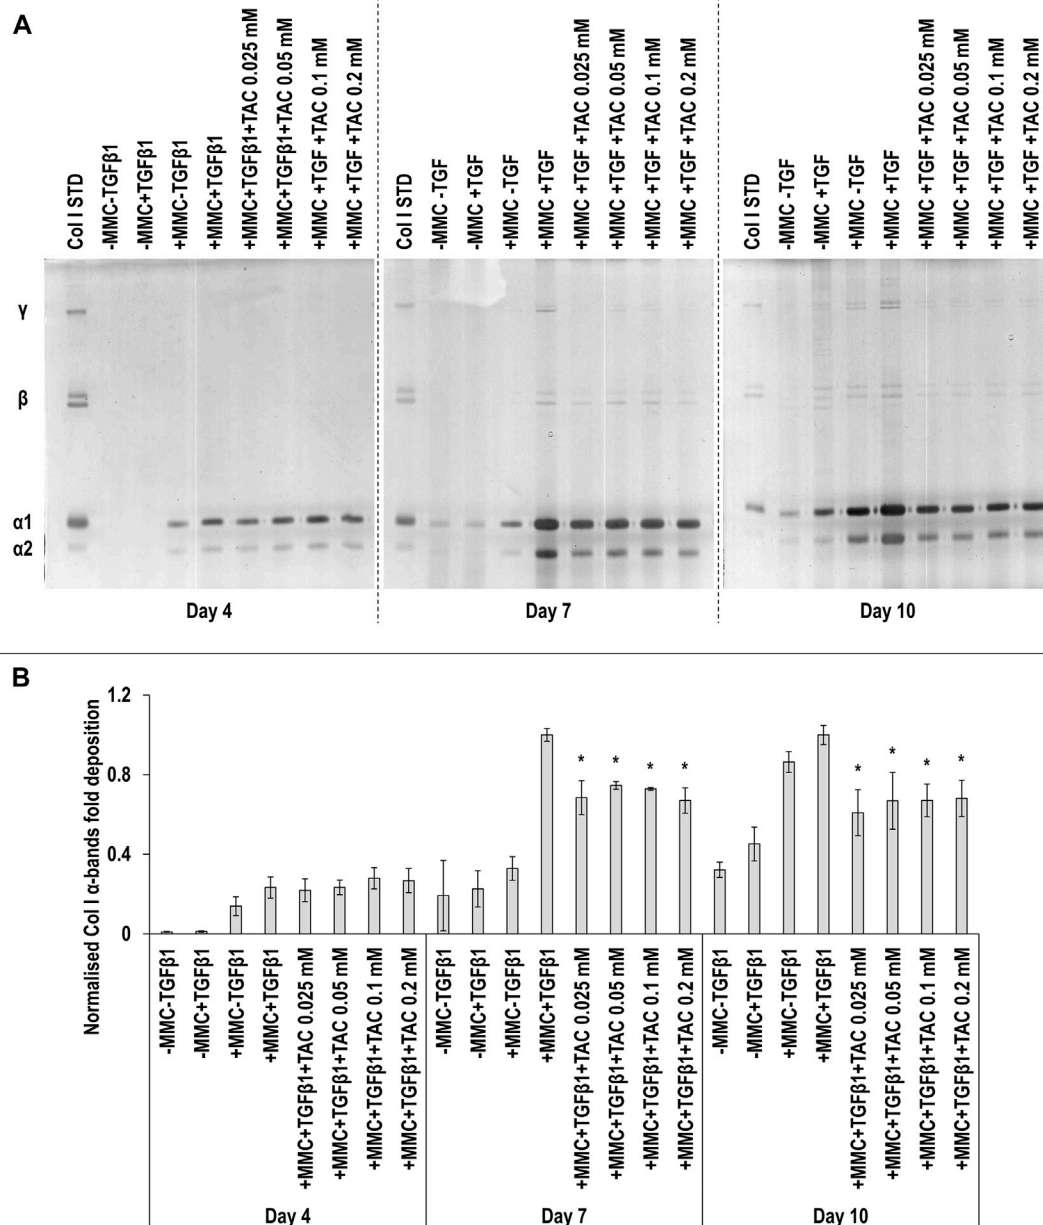 A
Col I STD
-MMC-TGFβ1
-MMC+TGFβ1
+MMC-TGFβ1
+MMC+TGFβ1
+MMC+TGFβ1+TAC 0.025 mM
+MMC+TGFβ1+TAC 0.05 mM
+MMC +TGF +TAC 0.1 mM
+MMC +TGF +TAC 0.2 mM
Col I STD
-MMC -TGF
-MMC +TGF
+MMC -TGF
+MMC +TGF
+MMC +TGF +TAC 0.025 mM
+MMC +TGF +TAC 0.05 mM
+MMC +TGF +TAC 0.1 mM
+MMC +TGF +TAC 0.2 mM
Col I STD
-MMC -TGF
-MMC +TGF
+MMC -TGF
+MMC +TGF
+MMC +TGF +TAC 0.025 mM
+MMC +TGF +TAC 0.05 mM
+MMC +TGF +TAC 0.1 mM
+MMC +TGF +TAC 0.2 mM
γ
β
α1
α2
Day 4
Day 7
Day 10
B
Normalised Col I α-bands fold deposition
1.2
0.8
0.4
0
* * * *
* * * *
-MMC-TGFβ1
-MMC+TGFβ1
+MMC-TGFβ1
+MMC+TGFβ1
+MMC+TGFβ1+TAC 0.025 mM
+MMC+TGFβ1+TAC 0.05 mM
+MMC+TGFβ1+TAC 0.1 mM
+MMC+TGFβ1+TAC 0.2 mM
-MMC-TGFβ1
-MMC+TGFβ1
+MMC-TGFβ1
+MMC+TGFβ1
+MMC+TGFβ1+TAC 0.025 mM
+MMC+TGFβ1+TAC 0.05 mM
+MMC+TGFβ1+TAC 0.1 mM
+MMC+TGFβ1+TAC 0.2 mM
-MMC-TGFβ1
-MMC+TGFβ1
+MMC-TGFβ1
+MMC+TGFβ1
+MMC+TGFβ1+TAC 0.025 mM
+MMC+TGFβ1+TAC 0.05 mM
+MMC+TGFβ1+TAC 0.1 mM
+MMC+TGFβ1+TAC 0.2 mM
Day 4
Day 7
Day 10